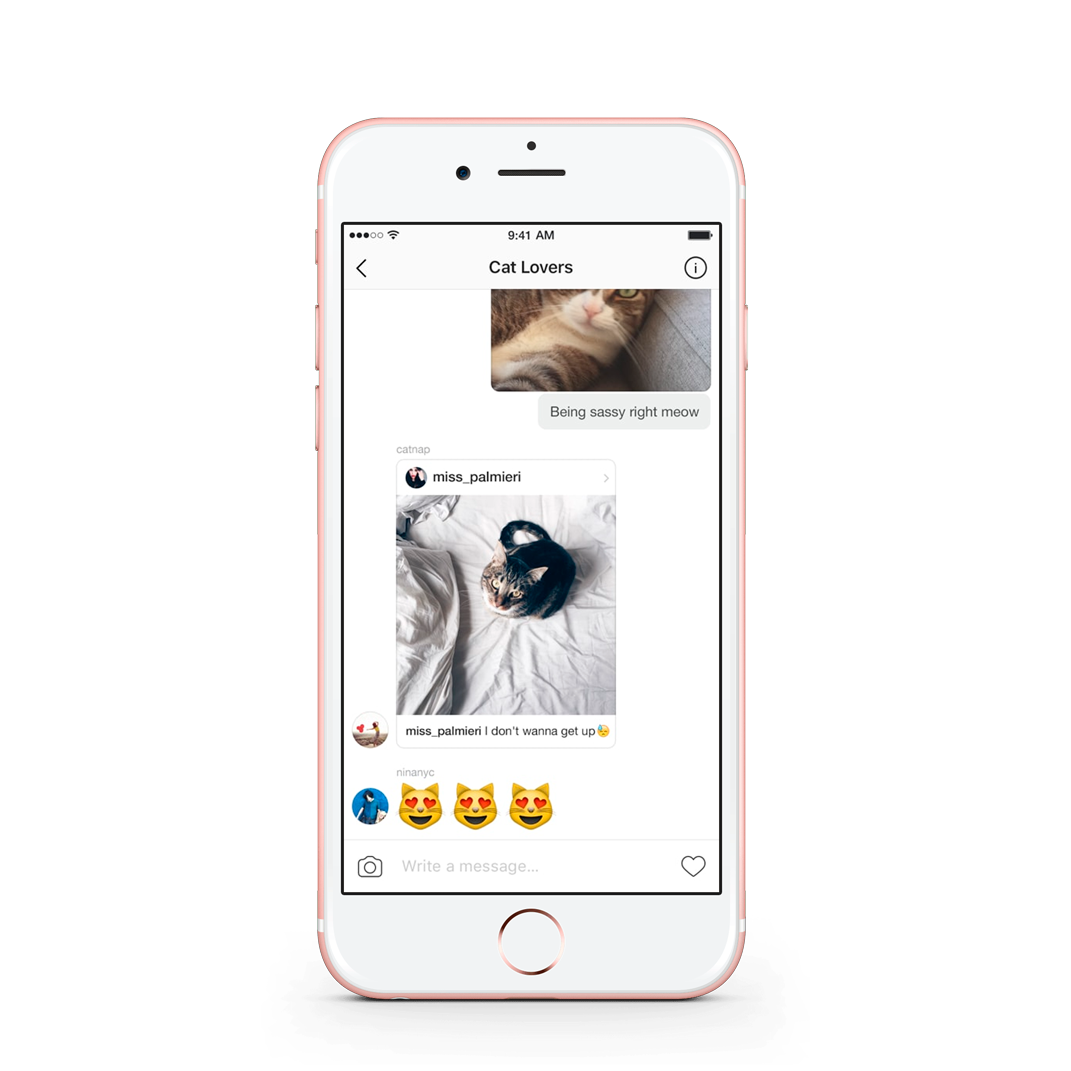 9:41 AM
Cat Lovers
Being sassy right meow
catnap
miss_palmieri
miss_palmieri I don't wanna get up😓
ninanyc
😻 😻 😻
Write a message...